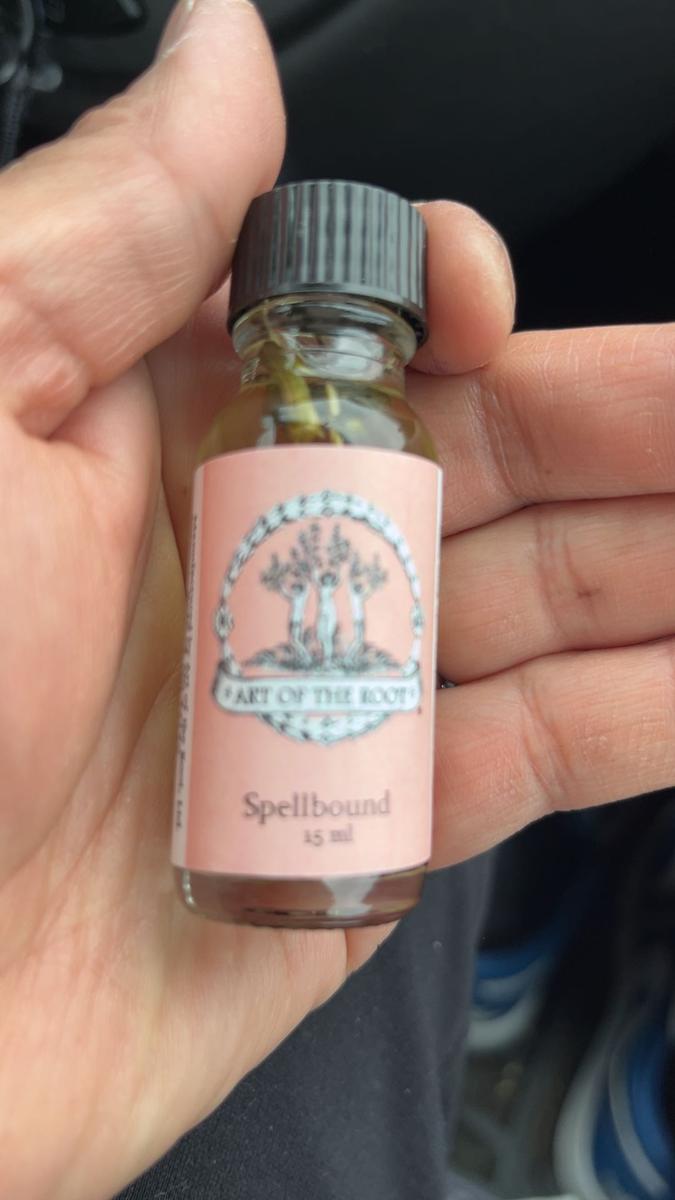 ART OF THE ROOT
Spellbound
15 ml